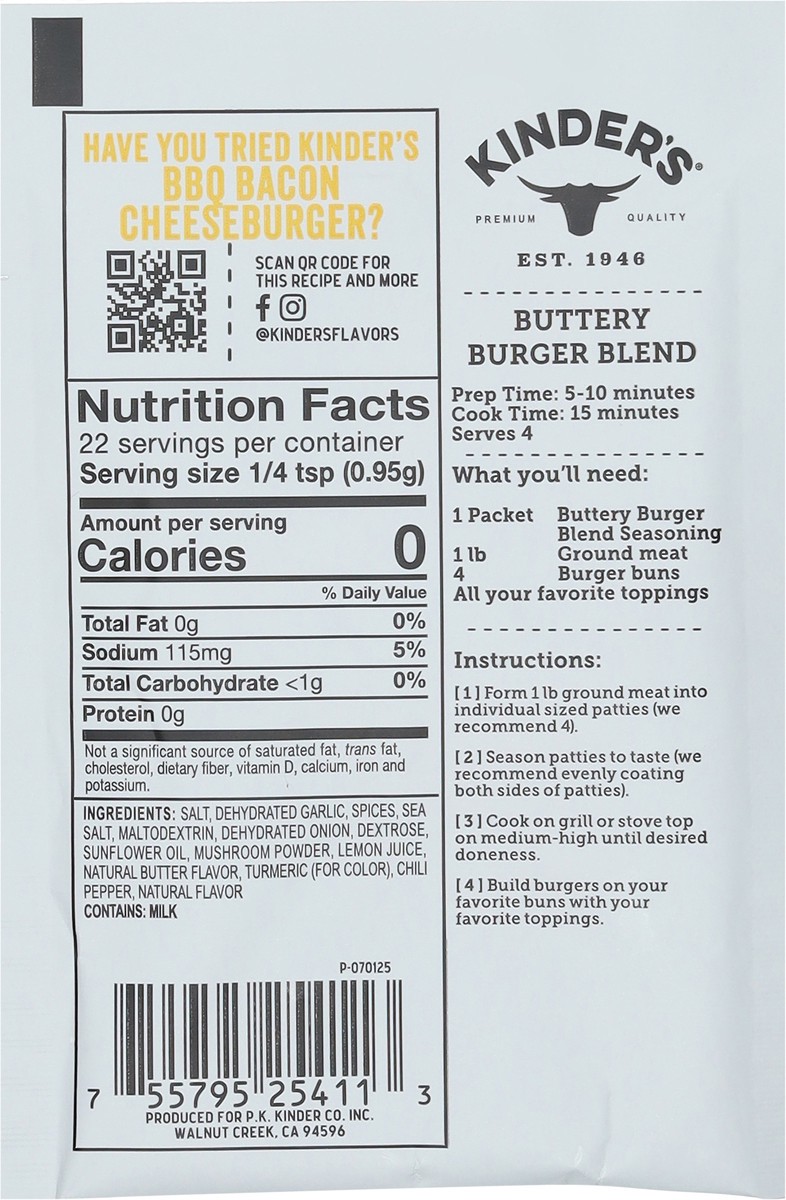 HAVE YOU TRIED KINDER'S
BBQ BACON
CHEESEBURGER?
SCAN QR CODE FOR
THIS RECIPE AND MORE
@KINDERSFLAVORS
Nutrition Facts
22 servings per container
Serving size 1/4 tsp (0.95g)
Amount per serving
Calories 0
% Daily Value
Total Fat 0g 0%
Sodium 115mg 5%
Total Carbohydrate <1g 0%
Protein 0g
Not a significant source of saturated fat, trans fat,
cholesterol, dietary fiber, vitamin D, calcium, iron and
potassium.
INGREDIENTS: SALT, DEHYDRATED GARLIC, SPICES, SEA
SALT, MALTODEXTRIN, DEHYDRATED ONION, DEXTROSE,
SUNFLOWER OIL, MUSHROOM POWDER, LEMON JUICE,
NATURAL BUTTER FLAVOR, TURMERIC (FOR COLOR), CHILI
PEPPER, NATURAL FLAVOR
CONTAINS: MILK
P-070125
7 55795 25411 3
PRODUCED FOR P.K. KINDER CO. INC.
WALNUT CREEK, CA 94596
KINDER'S®
PREMIUM QUALITY
EST. 1946
BUTTERY
BURGER BLEND
Prep Time: 5-10 minutes
Cook Time: 15 minutes
Serves 4
What you'll need:
1 Packet Buttery Burger
Blend Seasoning
1 lb Ground meat
4 Burger buns
All your favorite toppings
Instructions:
[1] Form 1 lb ground meat into
individual sized patties (we
recommend 4).
[2] Season patties to taste (we
recommend evenly coating
both sides of patties).
[3] Cook on grill or stove top
on medium-high until desired
doneness.
[4] Build burgers on your
favorite buns with your
favorite toppings.